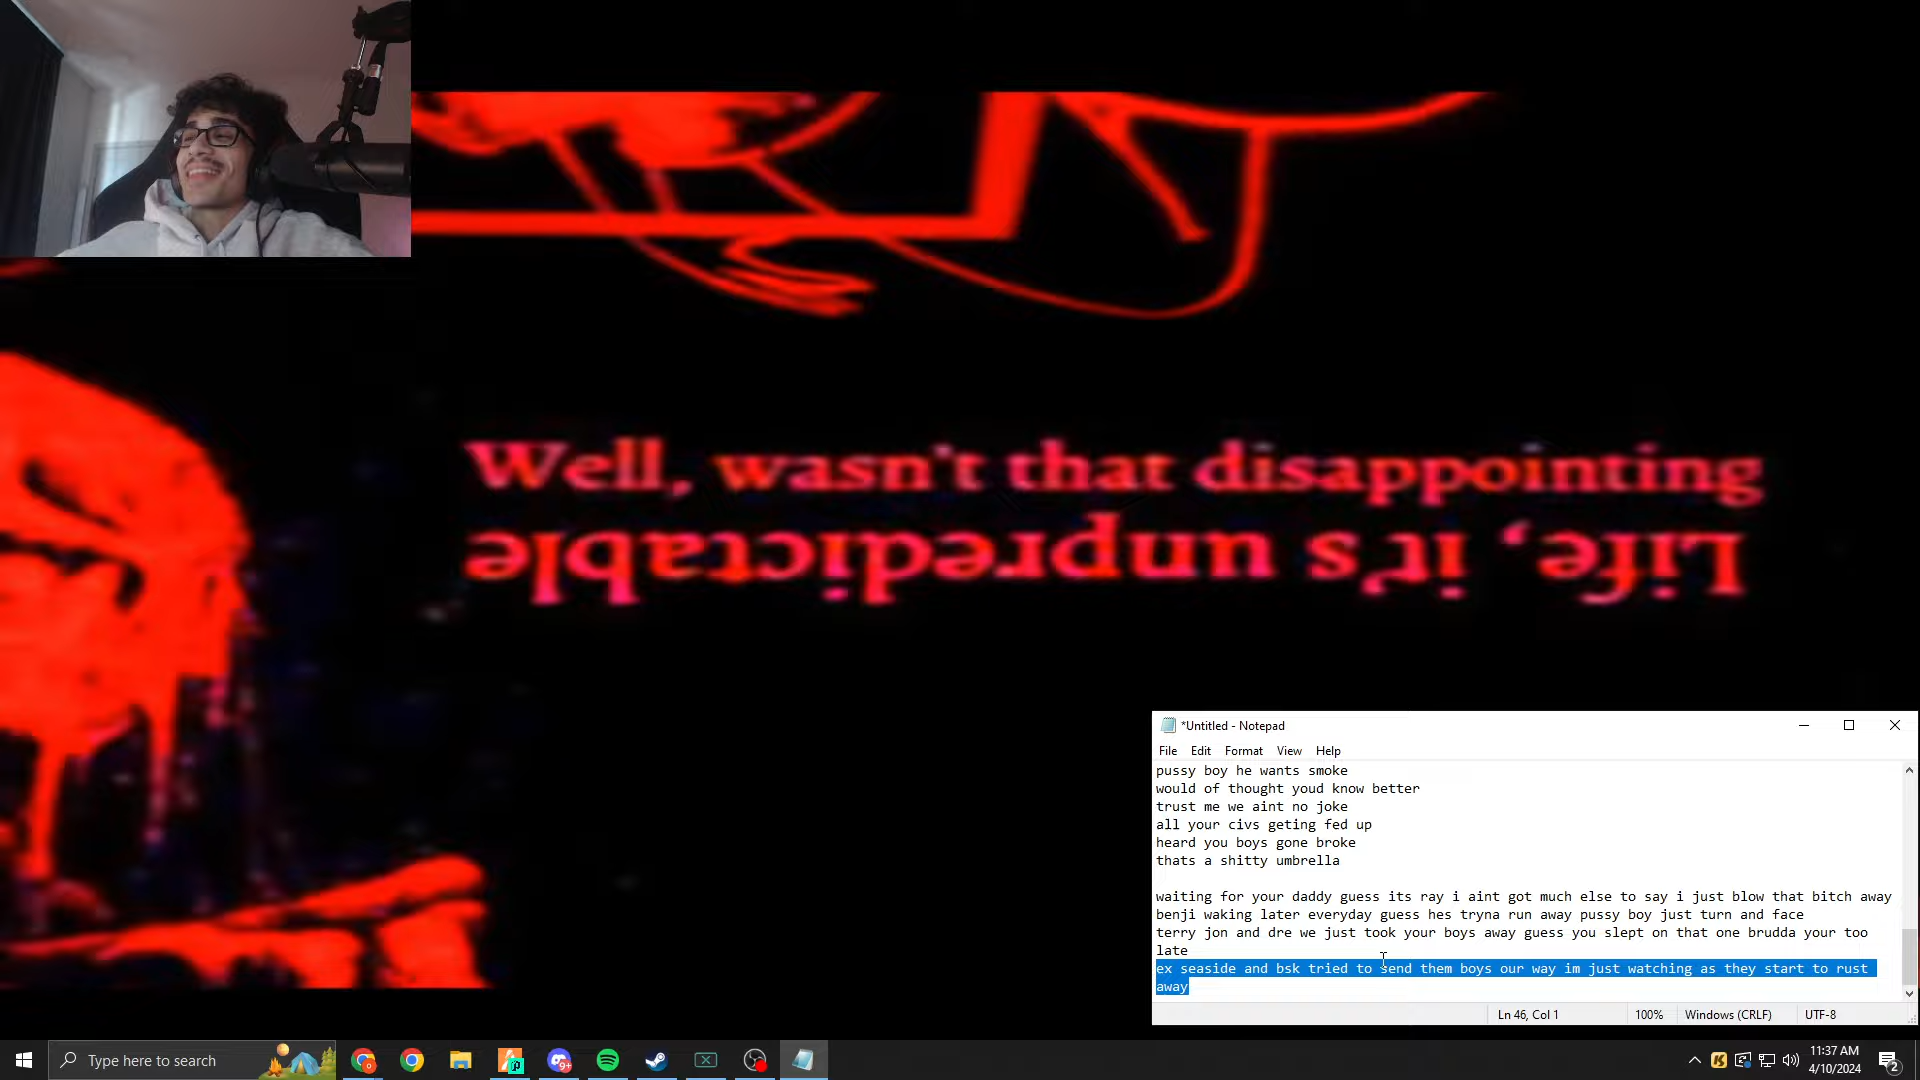 Well, wasn't that disappointing
Life, it's unpredictable
*Untitled - Notepad
File Edit Format View Help
pussy boy he wants smoke
would of thought youd know better
trust me we aint no joke
all your civs geting fed up
heard you boys gone broke
thats a shitty umbrella
waiting for your daddy guess its ray i aint got much else to say i just blow that bitch away
benji waking later everyday guess hes tryna run away pussy boy just turn and face
terry jon and dre we just took your boys away guess you slept on that one brudda your too
late
ex seaside and bsk tried to send them boys our way im just watching as they start to rust
away
Ln 46, Col 1 100% Windows (CRLF) UTF-8
Type here to search
9+
11:37 AM
4/10/2024
2